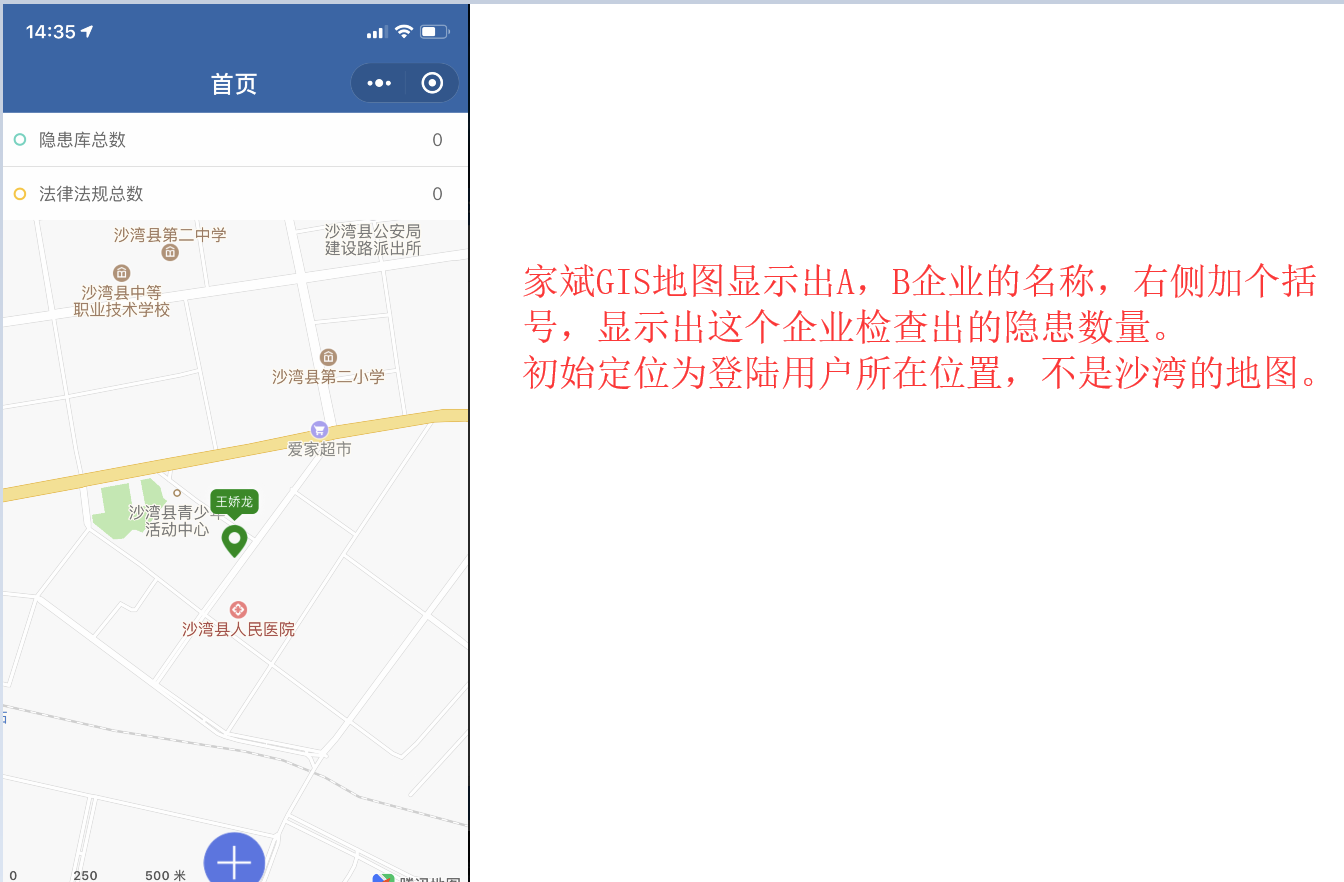 14:35
首页
隐患库总数 0
法律法规总数 0
沙湾县第二中学
沙湾县公安局
建设路派出所
沙湾县中等
职业技术学校
沙湾县第二小学
爱家超市
王娇龙
沙湾县青少年
活动中心
沙湾县人民医院
0 250 500 米
腾讯地图
家斌GIS地图显示出A，B企业的名称，右侧加个括
号，显示出这个企业检查出的隐患数量。
初始定位为登陆用户所在位置，不是沙湾的地图。